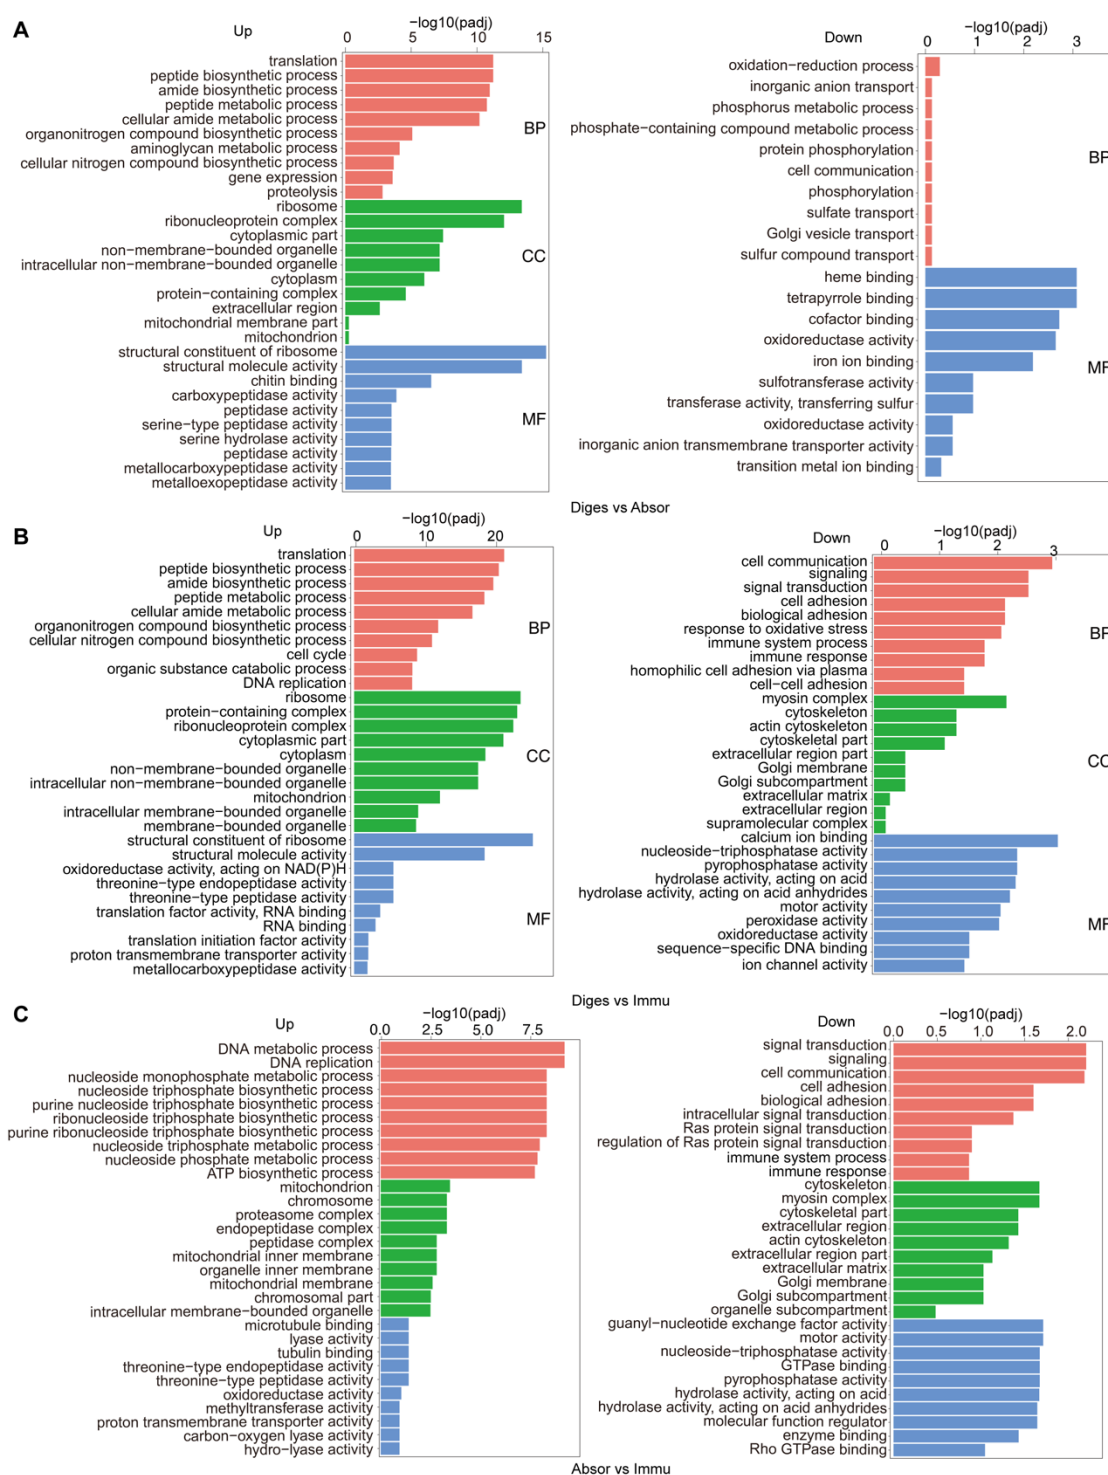 A
Up
−log10(padj)
0 5 10 15
translation
peptide biosynthetic process
amide biosynthetic process
peptide metabolic process
cellular amide metabolic process
organonitrogen compound biosynthetic process
aminoglycan metabolic process
cellular nitrogen compound biosynthetic process
gene expression
proteolysis
BP
ribosome
ribonucleoprotein complex
cytoplasmic part
non−membrane−bounded organelle
intracellular non−membrane−bounded organelle
cytoplasm
protein−containing complex
extracellular region
mitochondrial membrane part
mitochondrion
CC
structural constituent of ribosome
structural molecule activity
chitin binding
carboxypeptidase activity
peptidase activity
serine−type peptidase activity
serine hydrolase activity
peptidase activity
metallocarboxypeptidase activity
metalloexopeptidase activity
MF
Down
−log10(padj)
0 1 2 3
oxidation−reduction process
inorganic anion transport
phosphorus metabolic process
phosphate−containing compound metabolic process
protein phosphorylation
cell communication
phosphorylation
sulfate transport
Golgi vesicle transport
sulfur compound transport
BP
heme binding
tetrapyrrole binding
cofactor binding
oxidoreductase activity
iron ion binding
sulfotransferase activity
transferase activity, transferring sulfur
oxidoreductase activity
inorganic anion transmembrane transporter activity
transition metal ion binding
MF
Diges vs Absor
B
Up
−log10(padj)
0 10 20
translation
peptide biosynthetic process
amide biosynthetic process
peptide metabolic process
cellular amide metabolic process
organonitrogen compound biosynthetic process
cellular nitrogen compound biosynthetic process
cell cycle
organic substance catabolic process
DNA replication
BP
ribosome
protein−containing complex
ribonucleoprotein complex
cytoplasmic part
cytoplasm
non−membrane−bounded organelle
intracellular non−membrane−bounded organelle
mitochondrion
intracellular membrane−bounded organelle
membrane−bounded organelle
CC
structural constituent of ribosome
structural molecule activity
oxidoreductase activity, acting on NAD(P)H
threonine−type endopeptidase activity
threonine−type peptidase activity
translation factor activity, RNA binding
RNA binding
translation initiation factor activity
proton transmembrane transporter activity
metallocarboxypeptidase activity
MF
Down
−log10(padj)
0 1 2 3
cell communication
signaling
signal transduction
cell adhesion
biological adhesion
response to oxidative stress
immune system process
immune response
homophilic cell adhesion via plasma
cell−cell adhesion
BP
myosin complex
cytoskeleton
actin cytoskeleton
cytoskeletal part
extracellular region part
Golgi membrane
Golgi subcompartment
extracellular matrix
extracellular region
supramolecular complex
CC
calcium ion binding
nucleoside−triphosphatase activity
pyrophosphatase activity
hydrolase activity, acting on acid
hydrolase activity, acting on acid anhydrides
motor activity
peroxidase activity
oxidoreductase activity
sequence−specific DNA binding
ion channel activity
MF
Diges vs Immu
C
Up
−log10(padj)
0.0 2.5 5.0 7.5
DNA metabolic process
DNA replication
nucleoside monophosphate metabolic process
nucleoside triphosphate biosynthetic process
purine nucleoside triphosphate biosynthetic process
ribonucleoside triphosphate biosynthetic process
purine ribonucleoside triphosphate biosynthetic process
nucleoside triphosphate metabolic process
nucleoside phosphate metabolic process
ATP biosynthetic process
mitochondrion
chromosome
proteasome complex
endopeptidase complex
peptidase complex
mitochondrial inner membrane
organelle inner membrane
mitochondrial membrane
chromosomal part
intracellular membrane−bounded organelle
microtubule binding
lyase activity
tubulin binding
threonine−type endopeptidase activity
threonine−type peptidase activity
oxidoreductase activity
methyltransferase activity
proton transmembrane transporter activity
carbon−oxygen lyase activity
hydro−lyase activity
Down
−log10(padj)
0.0 0.5 1.0 1.5 2.0
signal transduction
signaling
cell communication
cell adhesion
biological adhesion
intracellular signal transduction
Ras protein signal transduction
regulation of Ras protein signal transduction
immune system process
immune response
cytoskeleton
myosin complex
cytoskeletal part
extracellular region
actin cytoskeleton
extracellular region part
extracellular matrix
Golgi membrane
Golgi subcompartment
organelle subcompartment
guanyl−nucleotide exchange factor activity
motor activity
nucleoside−triphosphatase activity
GTPase binding
pyrophosphatase activity
hydrolase activity, acting on acid
hydrolase activity, acting on acid anhydrides
molecular function regulator
enzyme binding
Rho GTPase binding
Absor vs Immu